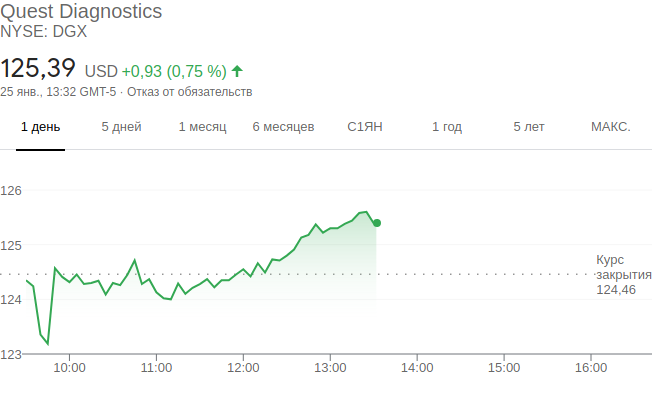 Quest Diagnostics
NYSE: DGX
125,39 USD +0,93 (0,75 %)
25 янв., 13:32 GMT-5 · Отказ от обязательств
1 день 5 дней 1 месяц 6 месяцев С1ЯН 1 год 5 лет МАКС.
126
125
Курс
закрытия
124,46
124
123
10:00 11:00 12:00 13:00 14:00 15:00 16:00